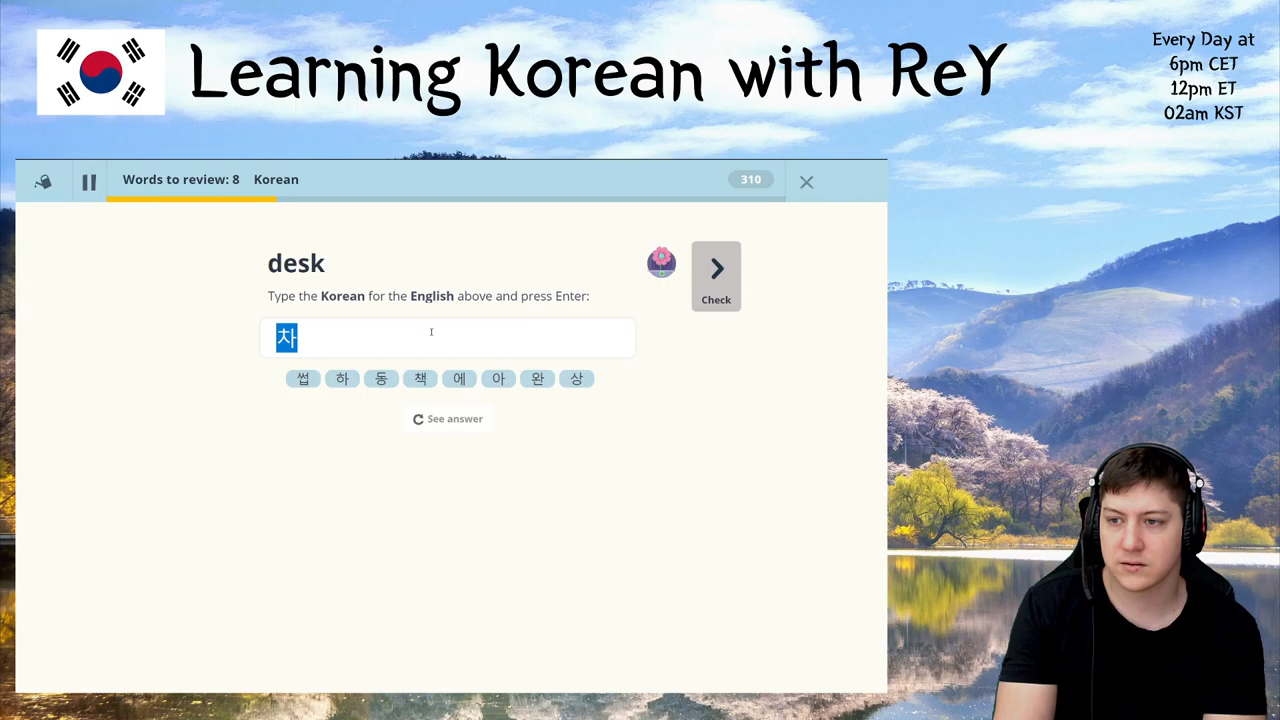 Learning Korean with ReY
Every Day at
6pm CET
12pm ET
02am KST
Words to review: 8 Korean
310
desk
Type the Korean for the English above and press Enter:
차
썹 하 동 책 에 아 완 상
See answer
Check